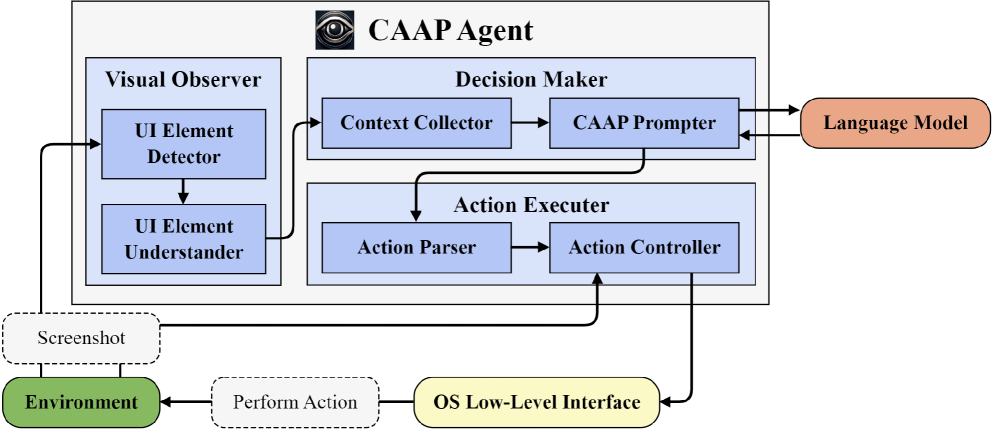 CAAP Agent
Visual Observer
UI Element
Detector
UI Element
Understander
Decision Maker
Context Collector
CAAP Prompter
Language Model
Action Executer
Action Parser
Action Controller
Screenshot
Environment
Perform Action
OS Low-Level Interface